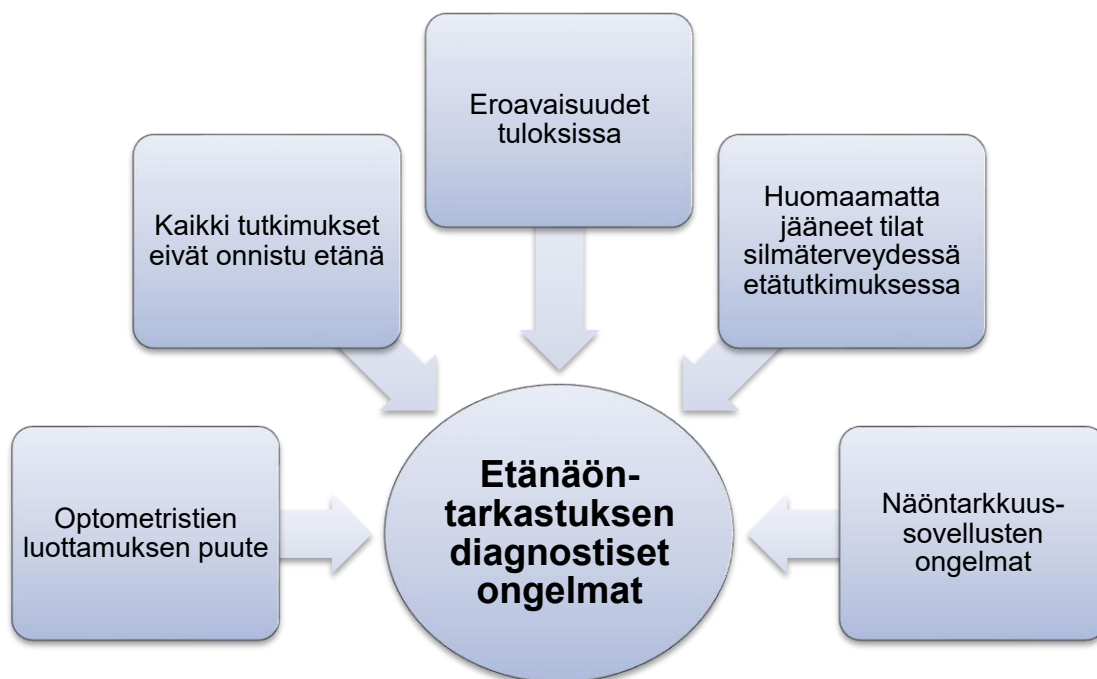 Eroavaisuudet
tuloksissa
Kaikki tutkimukset
eivät onnistu etänä
Huomaamatta
jääneet tilat
silmäterveydessä
etätutkimuksessa
Optometristien
luottamuksen puute
Etänäön-
tarkastuksen
diagnostiset
ongelmat
Näöntarkkuus-
sovellusten
ongelmat